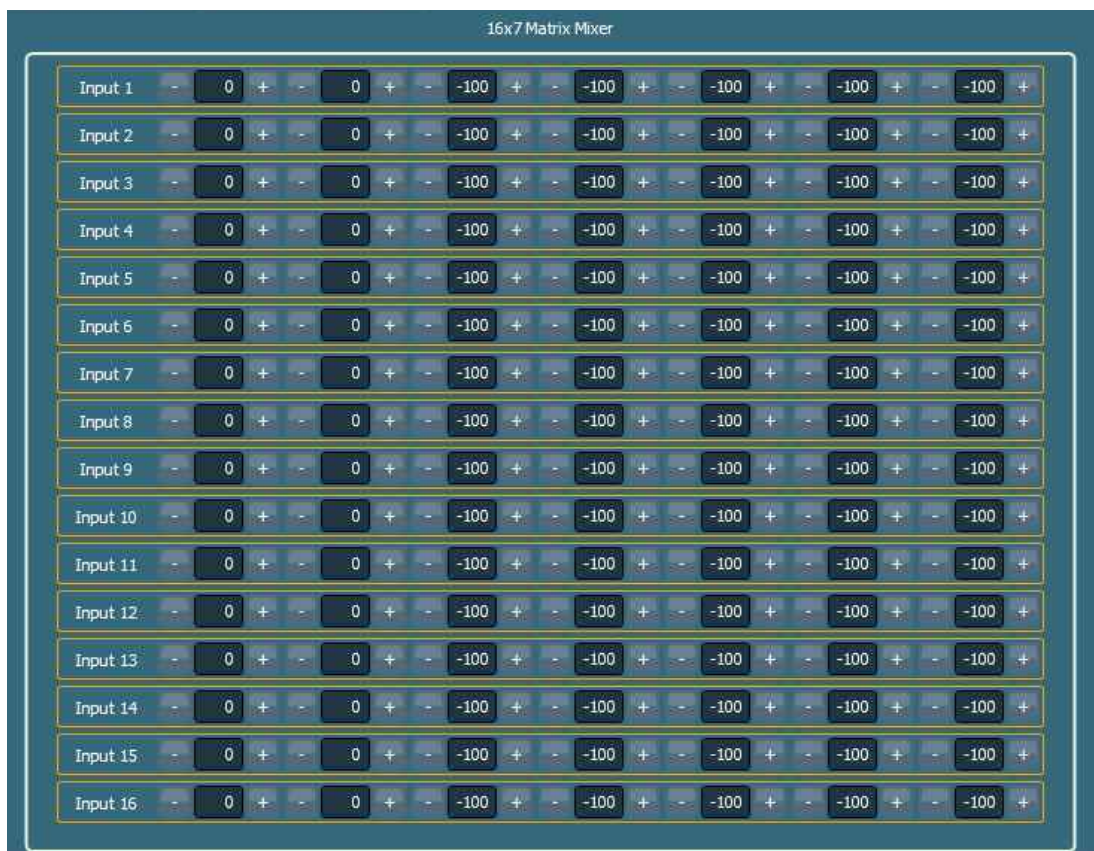 16x7 Matrix Mixer
Input 1 - 0 + - 0 + - -100 + - -100 + - -100 + - -100 + - -100 +
Input 2 - 0 + - 0 + - -100 + - -100 + - -100 + - -100 + - -100 +
Input 3 - 0 + - 0 + - -100 + - -100 + - -100 + - -100 + - -100 +
Input 4 - 0 + - 0 + - -100 + - -100 + - -100 + - -100 + - -100 +
Input 5 - 0 + - 0 + - -100 + - -100 + - -100 + - -100 + - -100 +
Input 6 - 0 + - 0 + - -100 + - -100 + - -100 + - -100 + - -100 +
Input 7 - 0 + - 0 + - -100 + - -100 + - -100 + - -100 + - -100 +
Input 8 - 0 + - 0 + - -100 + - -100 + - -100 + - -100 + - -100 +
Input 9 - 0 + - 0 + - -100 + - -100 + - -100 + - -100 + - -100 +
Input 10 - 0 + - 0 + - -100 + - -100 + - -100 + - -100 + - -100 +
Input 11 - 0 + - 0 + - -100 + - -100 + - -100 + - -100 + - -100 +
Input 12 - 0 + - 0 + - -100 + - -100 + - -100 + - -100 + - -100 +
Input 13 - 0 + - 0 + - -100 + - -100 + - -100 + - -100 + - -100 +
Input 14 - 0 + - 0 + - -100 + - -100 + - -100 + - -100 + - -100 +
Input 15 - 0 + - 0 + - -100 + - -100 + - -100 + - -100 + - -100 +
Input 16 - 0 + - 0 + - -100 + - -100 + - -100 + - -100 + - -100 +